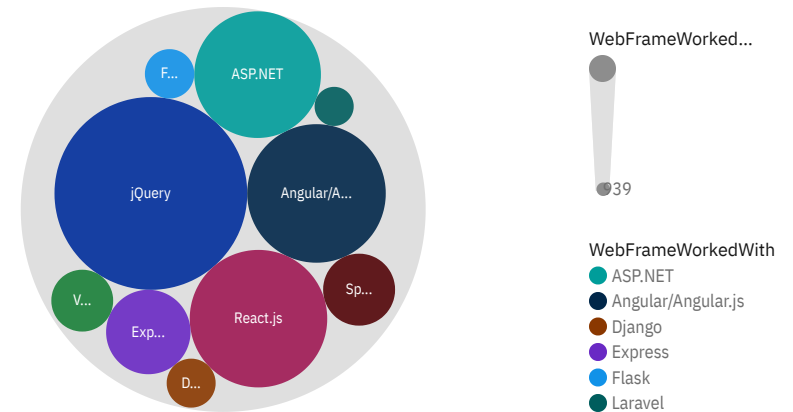 F...
ASP.NET
jQuery
Angular/A...
V...
Exp...
React.js
Sp...
D...
WebFrameWorked...
939
WebFrameWorkedWith
ASP.NET
Angular/Angular.js
Django
Express
Flask
Laravel